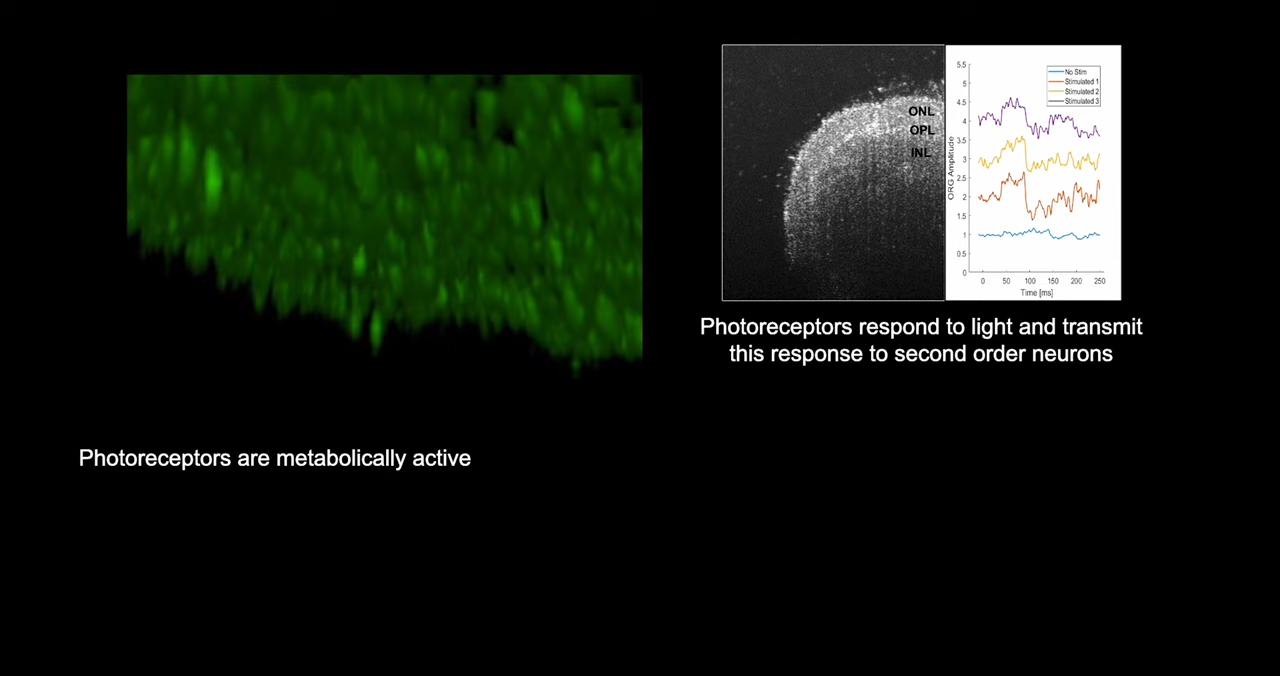 ONL
OPL
INL
5.5
5
4.5
4
3.5
3
2.5
2
1.5
1
0.5
0
ORG Amplitude
No Stim
Stimulated 1
Stimulated 2
Stimulated 3
0 50 100 150 200 250
Time [ms]
Photoreceptors respond to light and transmit
this response to second order neurons
Photoreceptors are metabolically active